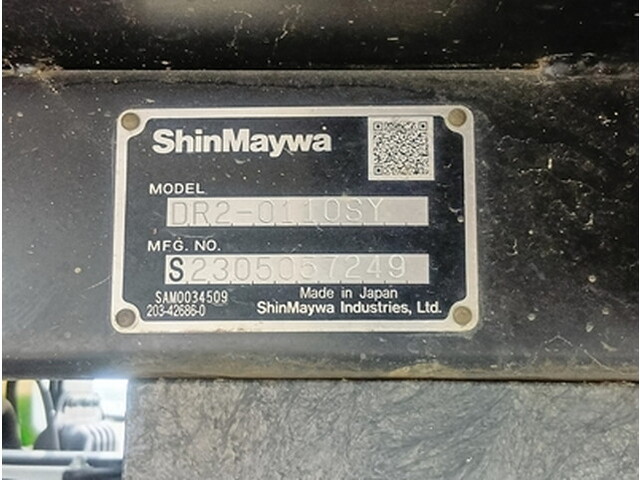 ShinMaywa
MODEL
DR2-0110SY
MFG. NO.
S2305057249
SAM0034509
203-42686-0
Made in Japan
ShinMaywa Industries, Ltd.